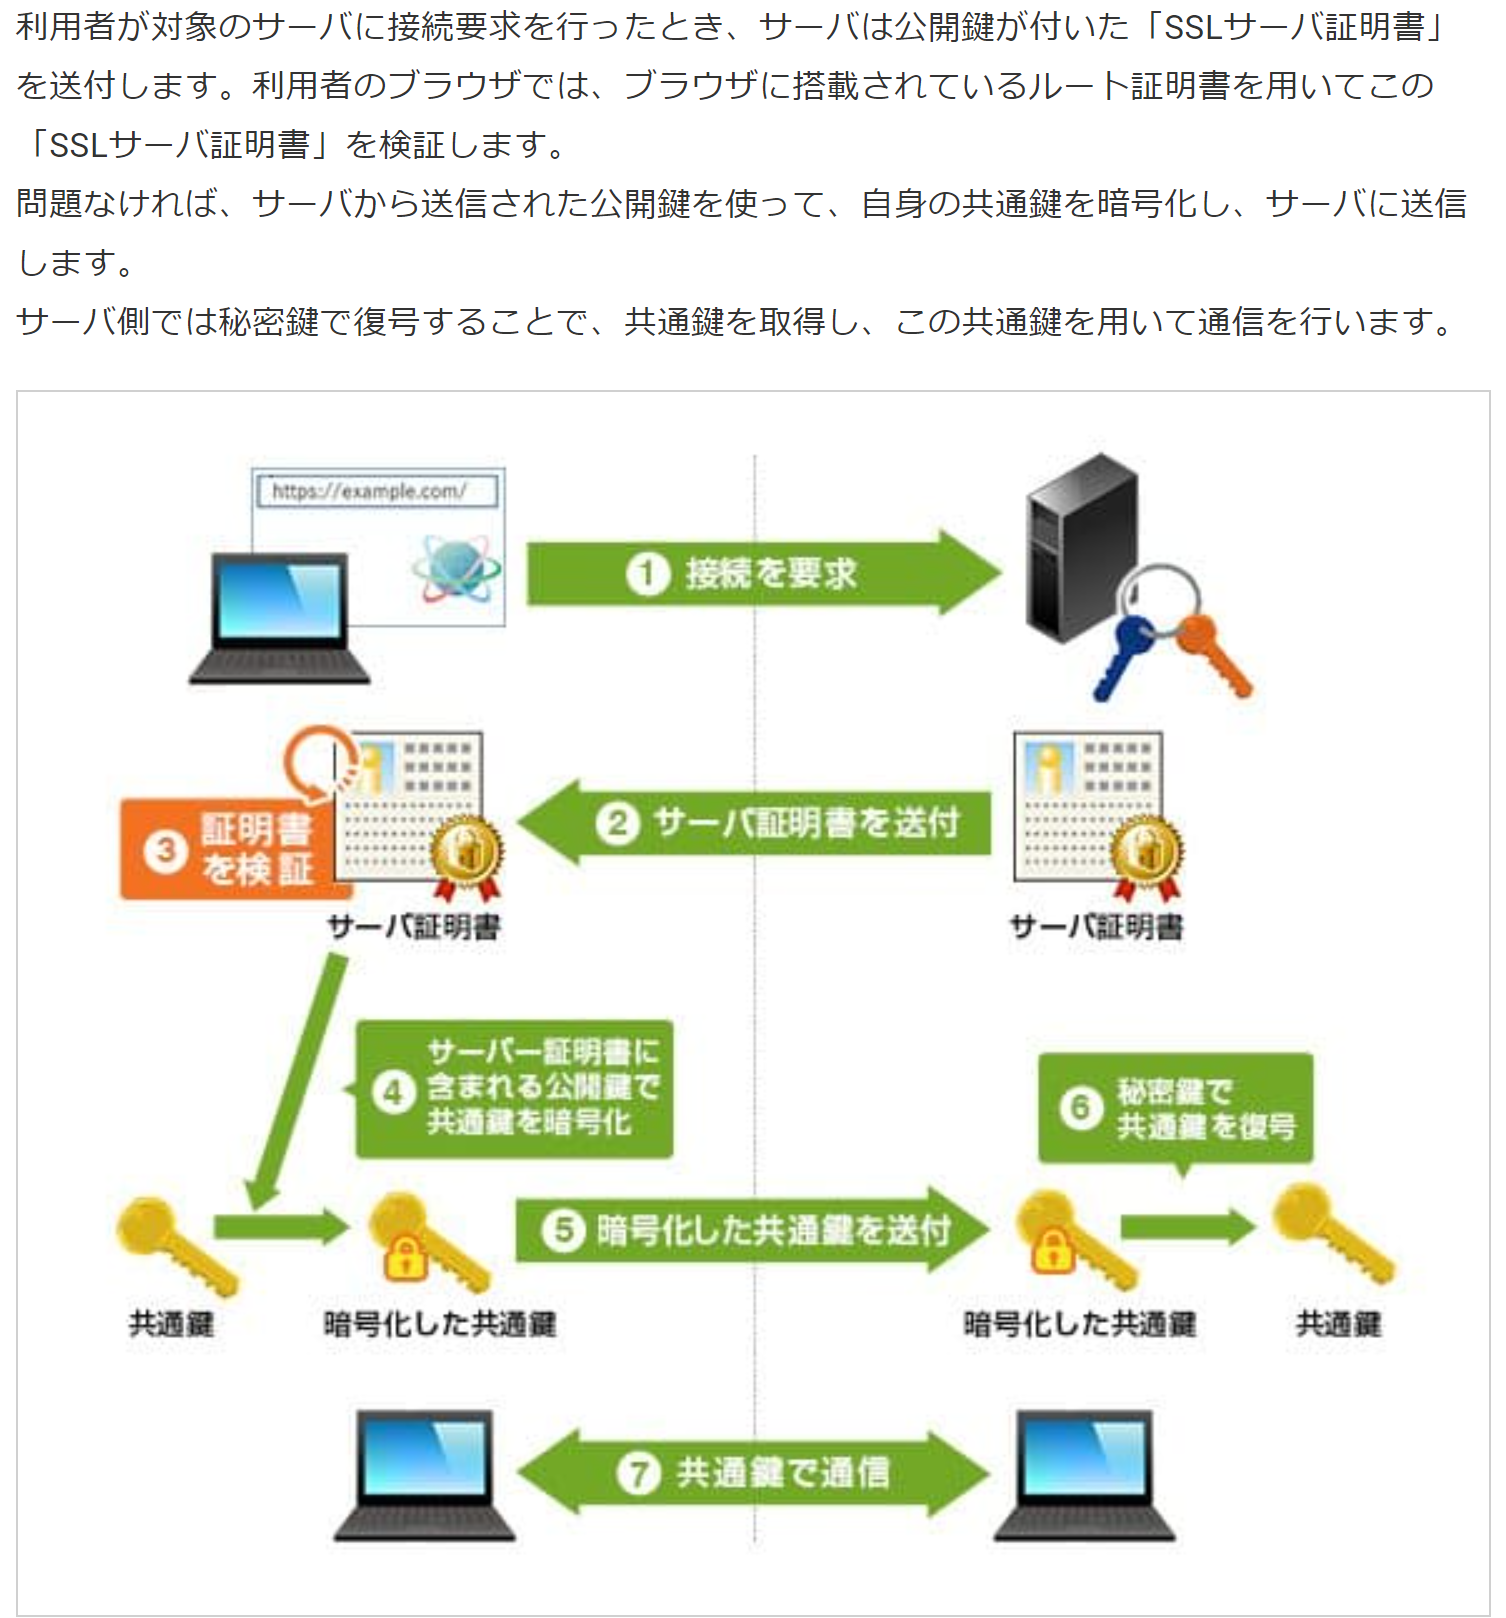 利用者が対象のサーバに接続要求を行ったとき、サーバは公開鍵が付いた「SSLサーバ証明書」
を送付します。利用者のブラウザでは、ブラウザに搭載されているルート証明書を用いてこの
「SSLサーバ証明書」を検証します。
問題なければ、サーバから送信された公開鍵を使って、自身の共通鍵を暗号化し、サーバに送信
します。
サーバ側では秘密鍵で復号することで、共通鍵を取得し、この共通鍵を用いて通信を行います。
https://example.com/
1 接続を要求
2 サーバ証明書を送付
3 証明書
を検証
サーバ証明書
サーバ証明書
4 サーバー証明書に
含まれる公開鍵で
共通鍵を暗号化
6 秘密鍵で
共通鍵を復号
5 暗号化した共通鍵を送付
共通鍵
暗号化した共通鍵
暗号化した共通鍵
共通鍵
7 共通鍵で通信